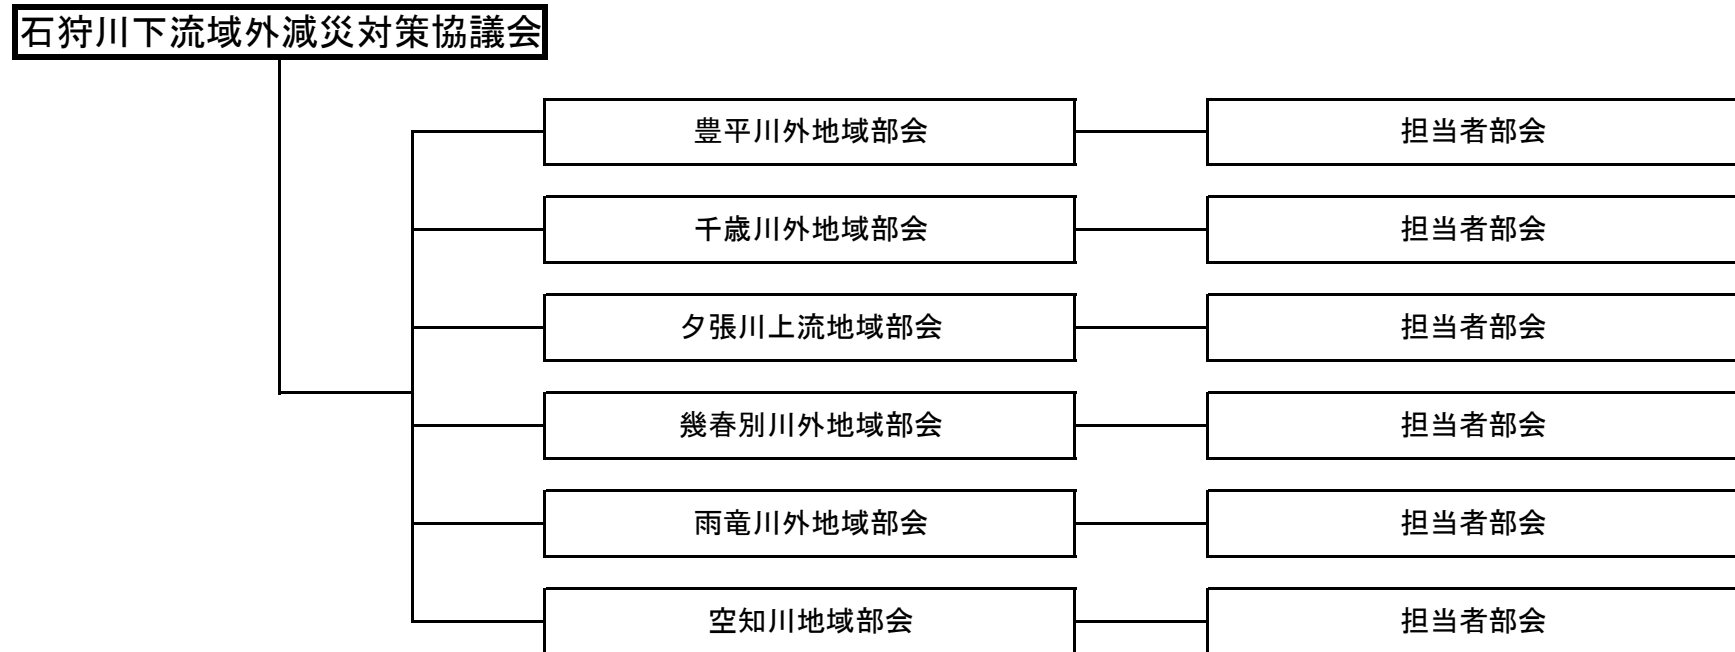 石狩川下流域外減災対策協議会
豊平川外地域部会 担当者部会
千歳川外地域部会 担当者部会
夕張川上流地域部会 担当者部会
幾春別川外地域部会 担当者部会
雨竜川外地域部会 担当者部会
空知川地域部会 担当者部会